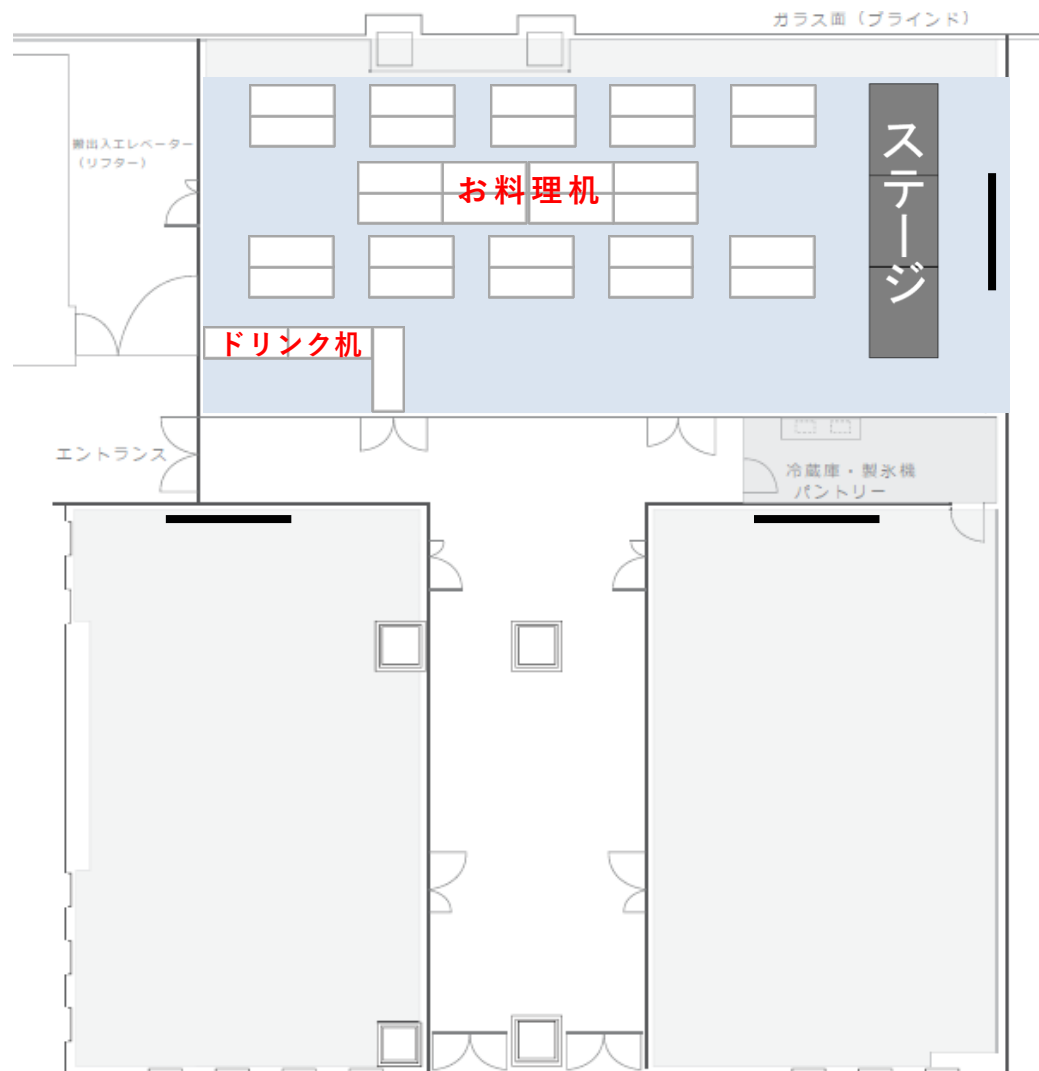 ガラス面（ブラインド）
搬出入エレベーター
（リフター）
お料理机
ステージ
ドリンク机
エントランス
冷蔵庫・製氷機
パントリー